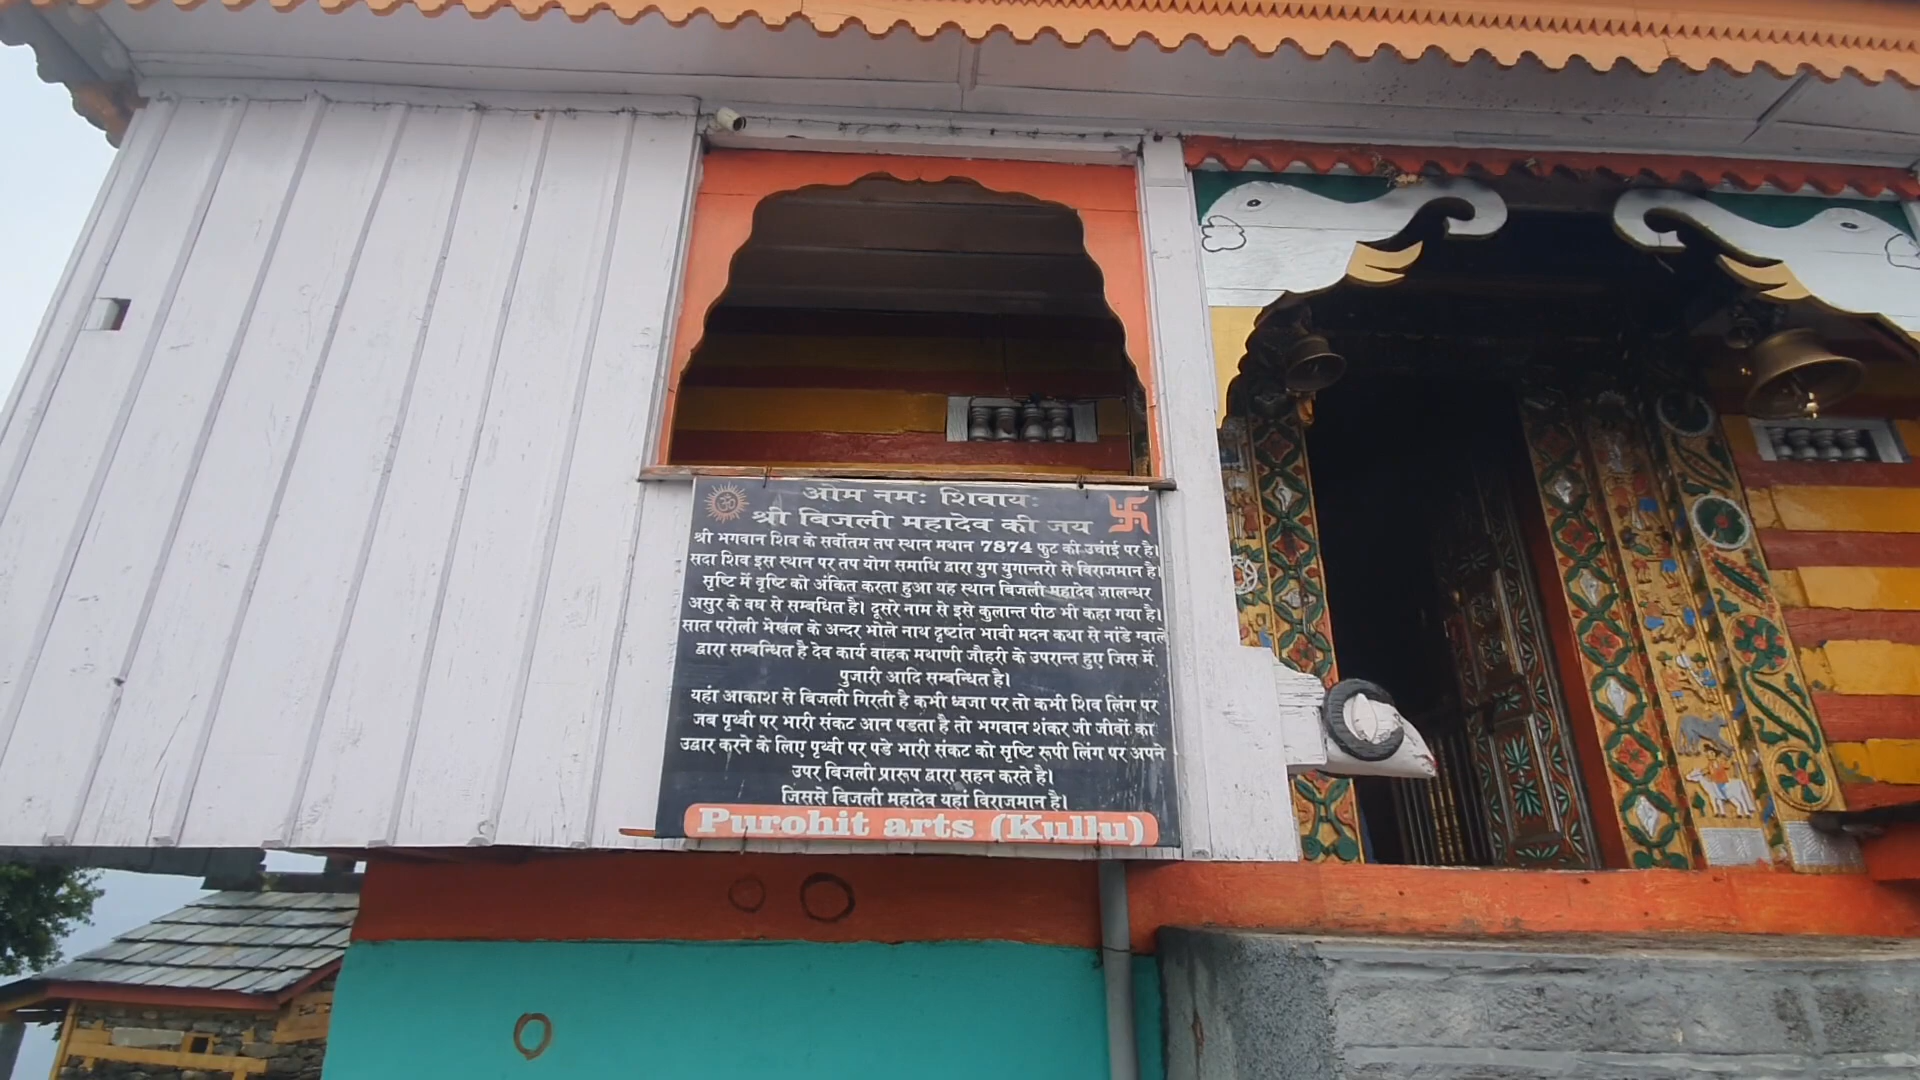 ओम नमः शिवायः
श्री बिजली महादेव की जय
श्री भगवान शिव के सर्वोतम तप स्थान मथान 7874 फुट की उचांई पर है।
सदा शिव इस स्थान पर तप योग समाधि द्वारा युग युगान्तरो से विराजमान है।
सृष्टि में वृष्टि को अंकित करता हुआ यह स्थान बिजली महादेव जालन्धर
असुर के वघ से सम्बधित है। दूसरे नाम से इसे कुलान्त पीठ भी कहा गया है।
सात परोली भेखल के अन्दर भोले नाथ दृष्टांत भावी मदन कथा से नांडे ग्वाले
द्वारा सम्बन्धित है देव कार्य वाहक मथाणी जौहरी के उपरान्त हुए जिस में
पुजारी आदि सम्बन्धित है।
यहां आकाश से बिजली गिरती है कभी ध्वजा पर तो कभी शिव लिंग पर
जब पृथ्वी पर भारी संकट आन पडता है तो भगवान शंकर जी जीवों का
उद्वार करने के लिए पृथ्वी पर पडे भारी संकट को सृष्टि रूपी लिंग पर अपने
उपर बिजली प्रारूप द्वारा सहन करते है।
जिससे बिजली महादेव यहां विराजमान है।
Purohit arts (Kullu)